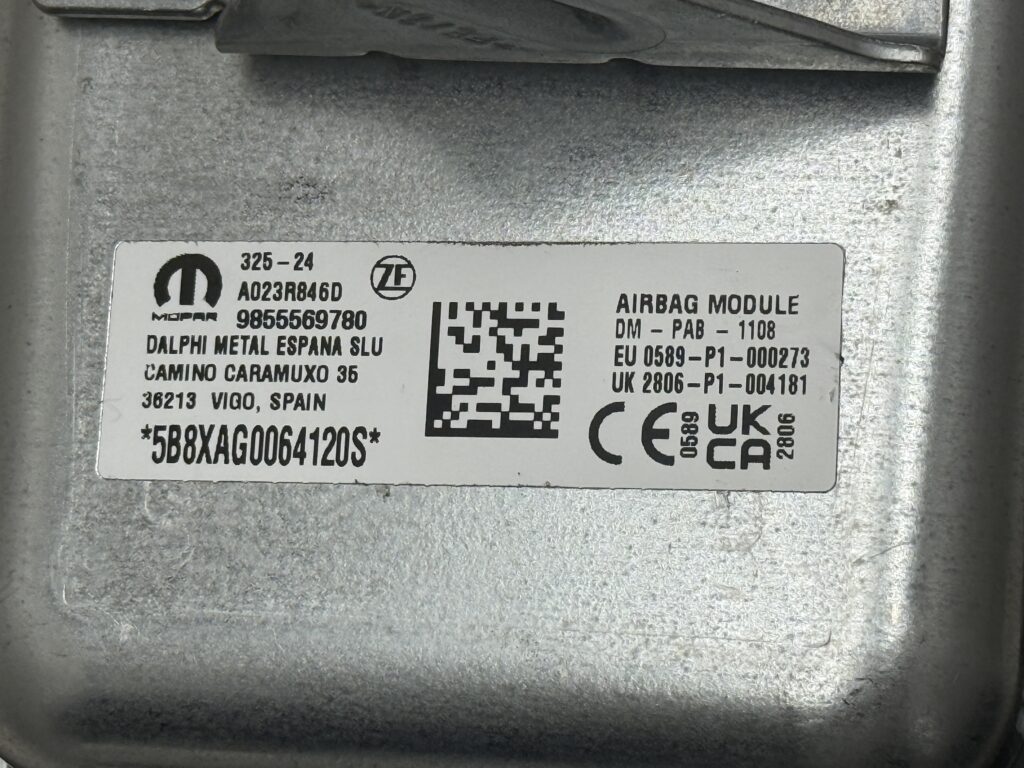 325-24
A023R846D
ZF
MOPAR
9855569780
DALPHI METAL ESPANA SLU
CAMINO CARAMUXO 35
36213 VIGO, SPAIN
*5B8XAG0064120S*
AIRBAG MODULE
DM - PAB - 1108
EU 0589-P1-000273
UK 2806-P1-004181
CE 0589
UK
CA 2806